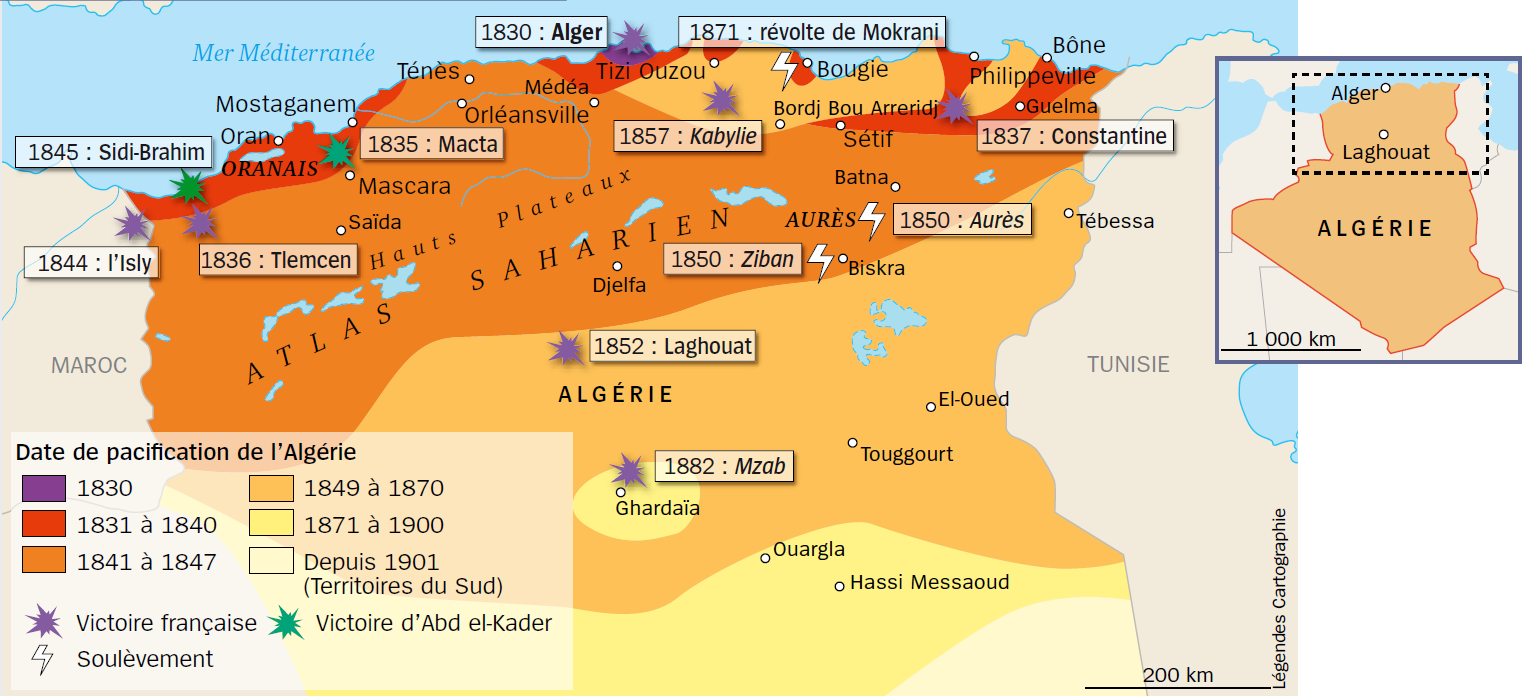 1830 : Alger
1871 : révolte de Mokrani
Mer Méditerranée
Bône
Ténès
Tizi Ouzou
Bougie
Philippeville
Médéa
Mostaganem
Orléansville
Bordj Bou Arreridj
Guelma
Oran
1835 : Macta
1857 : Kabylie
Sétif
1837 : Constantine
1845 : Sidi-Brahim
ORANAIS
Mascara
Batna
Hauts Plateaux
Saïda
AURÈS
1850 : Aurès
Tébessa
1844 : l’Isly
1836 : Tlemcen
ATLAS SAHARIEN
1850 : Ziban
Biskra
Djelfa
1852 : Laghouat
MAROC
TUNISIE
ALGÉRIE
El-Oued
Touggourt
1882 : Mzab
Ghardaïa
Ouargla
Hassi Messaoud
200 km
Légendes Cartographie
Date de pacification de l’Algérie
1830
1831 à 1840
1841 à 1847
1849 à 1870
1871 à 1900
Depuis 1901
(Territoires du Sud)
Victoire française
Victoire d’Abd el-Kader
Soulèvement
Alger
Laghouat
ALGÉRIE
1 000 km